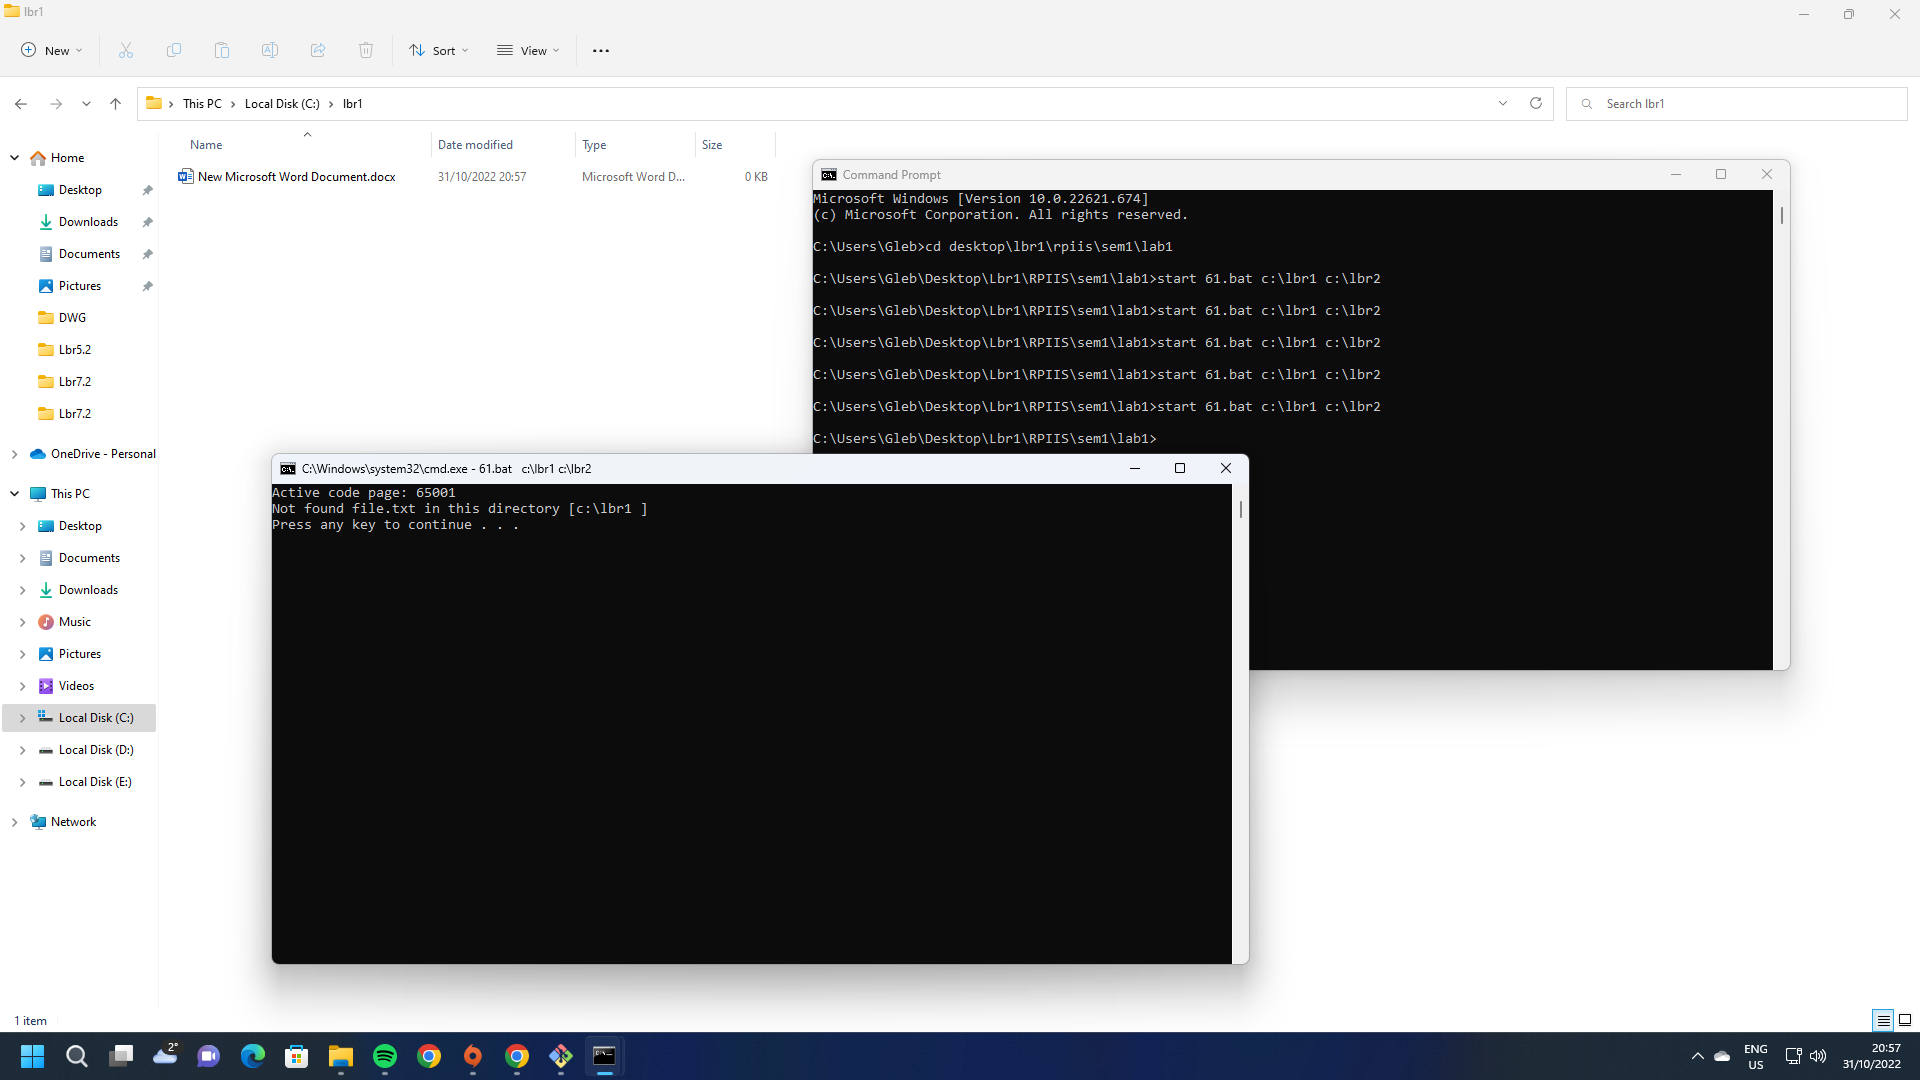 lbr1
New
Sort
View
This PC
Local Disk (C:)
lbr1
Search lbr1
Name
Date modified
Type
Size
New Microsoft Word Document.docx
31/10/2022 20:57
Microsoft Word D...
0 KB
Home
Desktop
Downloads
Documents
Pictures
DWG
Lbr5.2
Lbr7.2
Lbr7.2
OneDrive - Personal
This PC
Desktop
Documents
Downloads
Music
Pictures
Videos
Local Disk (C:)
Local Disk (D:)
Local Disk (E:)
Network
1 item
Command Prompt
Microsoft Windows [Version 10.0.22621.674]
(c) Microsoft Corporation. All rights reserved.
C:\Users\Gleb>cd desktop\lbr1\rpiis\sem1\lab1
C:\Users\Gleb\Desktop\Lbr1\RPIIS\sem1\lab1>start 61.bat c:\lbr1 c:\lbr2
C:\Users\Gleb\Desktop\Lbr1\RPIIS\sem1\lab1>start 61.bat c:\lbr1 c:\lbr2
C:\Users\Gleb\Desktop\Lbr1\RPIIS\sem1\lab1>start 61.bat c:\lbr1 c:\lbr2
C:\Users\Gleb\Desktop\Lbr1\RPIIS\sem1\lab1>start 61.bat c:\lbr1 c:\lbr2
C:\Users\Gleb\Desktop\Lbr1\RPIIS\sem1\lab1>start 61.bat c:\lbr1 c:\lbr2
C:\Users\Gleb\Desktop\Lbr1\RPIIS\sem1\lab1>
C:\Windows\system32\cmd.exe - 61.bat  c:\lbr1 c:\lbr2
Active code page: 65001
Not found file.txt in this directory [c:\lbr1 ]
Press any key to continue . . .
2°
ENG
US
20:57
31/10/2022